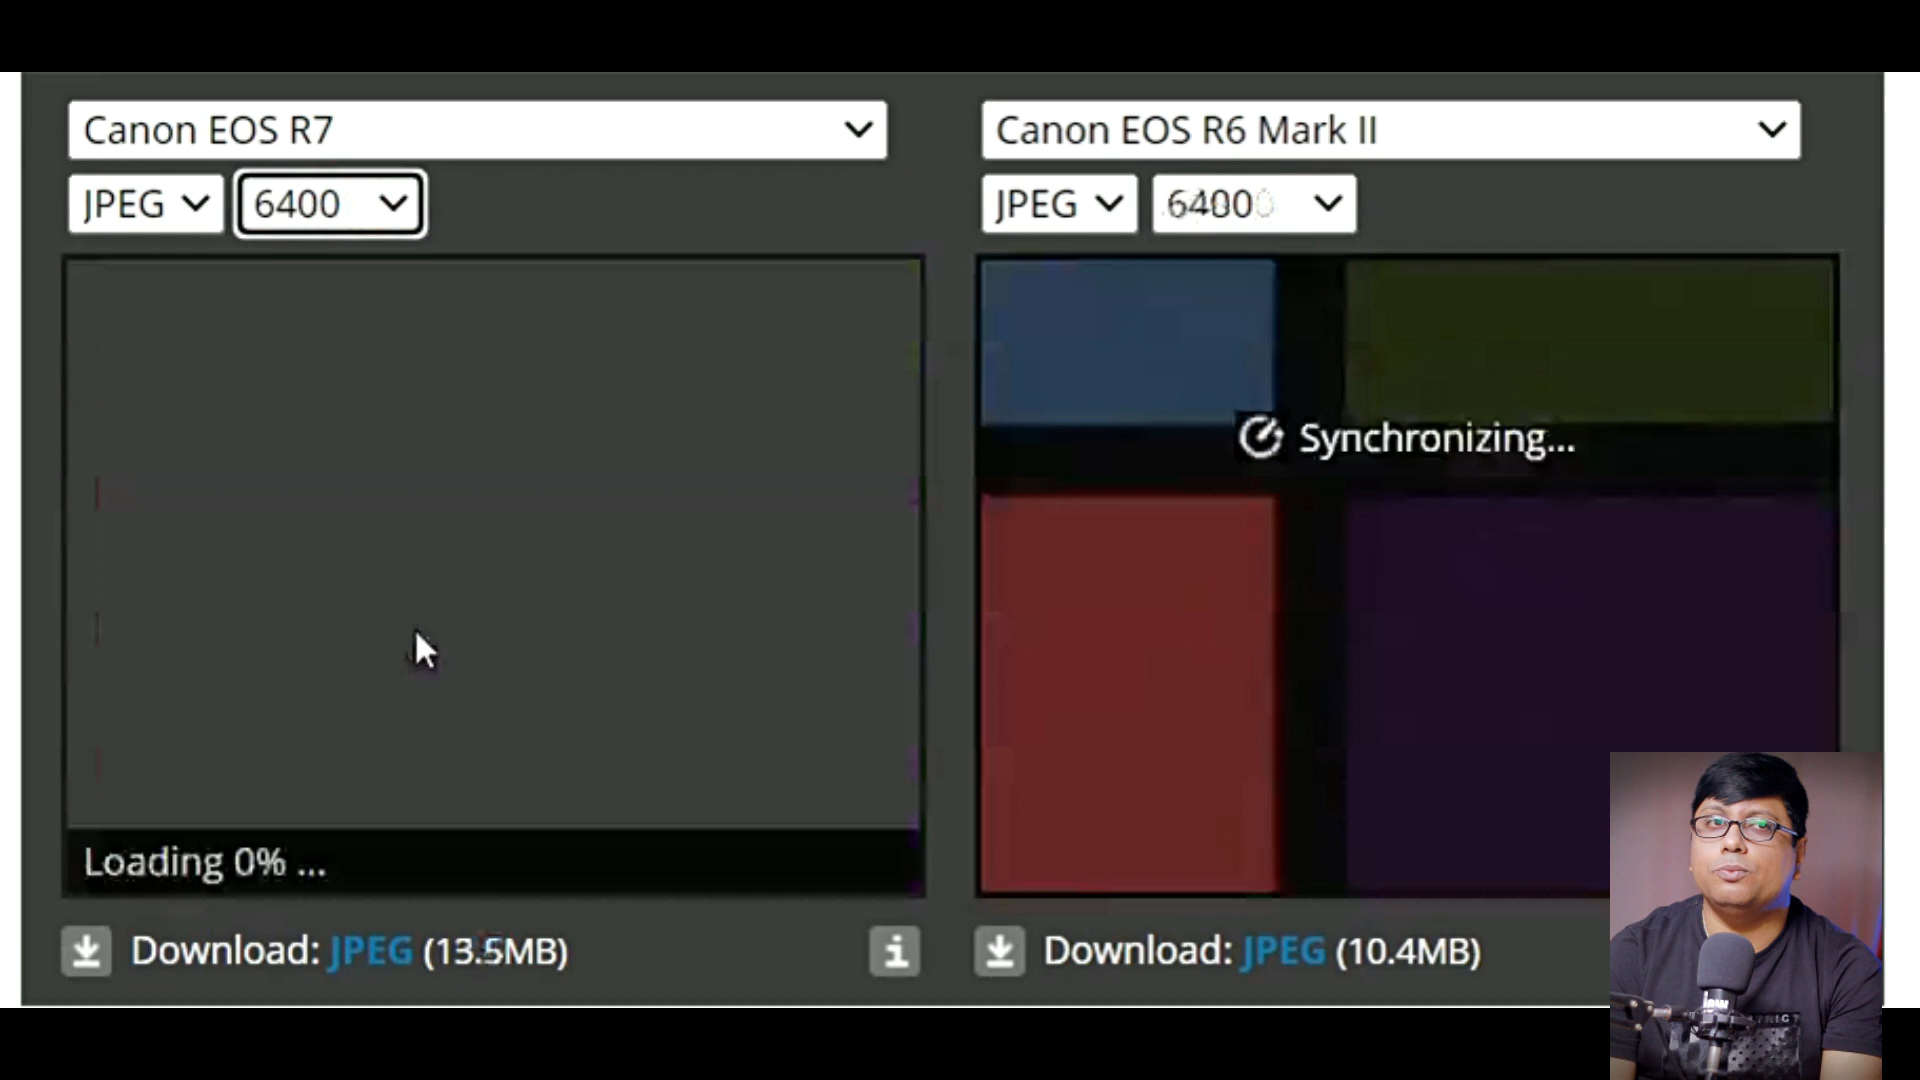 Canon EOS R7
Canon EOS R6 Mark II
JPEG 6400
JPEG 6400
Synchronizing...
Loading 0% ...
Download: JPEG (13.5MB)
Download: JPEG (10.4MB)